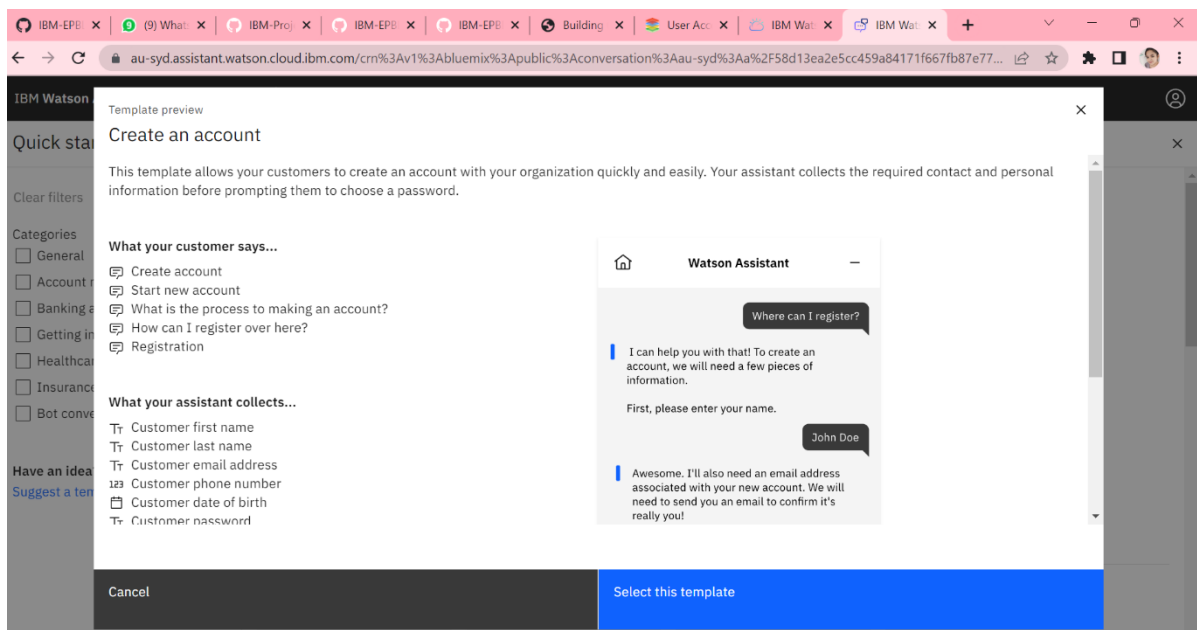 IBM-EPB
(9) What
IBM-Proj
IBM-EPB
IBM-EPB
Building
User Acc
IBM Wat
IBM Wat
au-syd.assistant.watson.cloud.ibm.com/crn%3Av1%3Abluemix%3Apublic%3Aconversation%3Aau-syd%3Aa%2F58d13ea2e5cc459a84171f667fb87e77...
IBM Watson
Quick sta
Clear filters
Categories
General
Account
Banking a
Getting in
Healthca
Insurance
Bot conve
Have an idea
Suggest a tem
Template preview
Create an account
This template allows your customers to create an account with your organization quickly and easily. Your assistant collects the required contact and personal
information before prompting them to choose a password.
What your customer says...
Create account
Start new account
What is the process to making an account?
How can I register over here?
Registration
What your assistant collects...
Customer first name
Customer last name
Customer email address
123 Customer phone number
Customer date of birth
Customer password
Watson Assistant
Where can I register?
I can help you with that! To create an
account, we will need a few pieces of
information.
First, please enter your name.
John Doe
Awesome. I'll also need an email address
associated with your new account. We will
need to send you an email to confirm it's
really you!
Cancel
Select this template